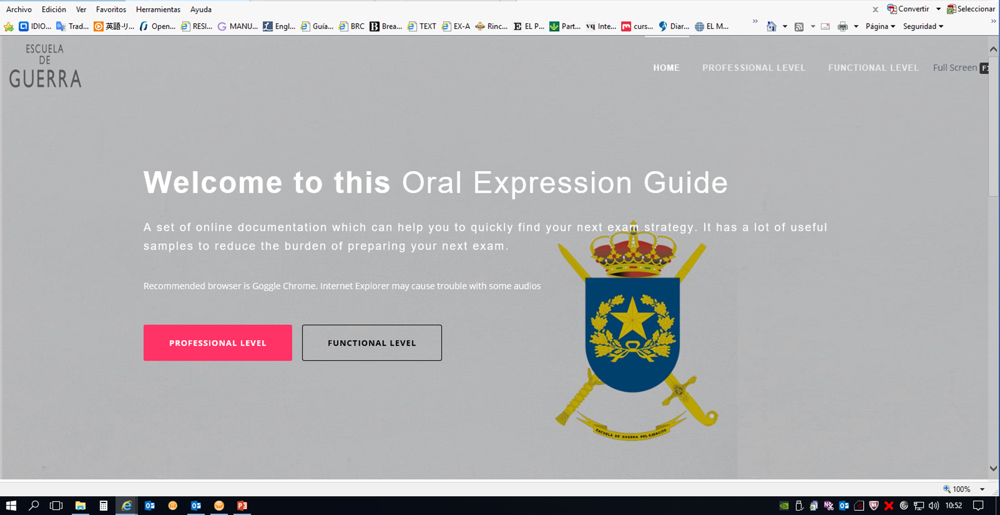 Archivo Edición Ver Favoritos Herramientas Ayuda
x Convertir Seleccionar
IDIO... Trad... 英語-リ... Open... RESI... MANU... Engl... Guía... BRC Brea... TEXT EX-A Rinc... EL P... Part... Inte... curs... Diar... EL M... » Página Seguridad »
ESCUELA
DE
GUERRA
HOME PROFESSIONAL LEVEL FUNCTIONAL LEVEL Full Screen
Welcome to this Oral Expression Guide
A set of online documentation which can help you to quickly find your next exam strategy. It has a lot of useful
samples to reduce the burden of preparing your next exam.
Recommended browser is Goggle Chrome. Internet Explorer may cause trouble with some audios
PROFESSIONAL LEVEL FUNCTIONAL LEVEL
ESCUELA DE GUERRA DEL EJERCITO
100%
10:52